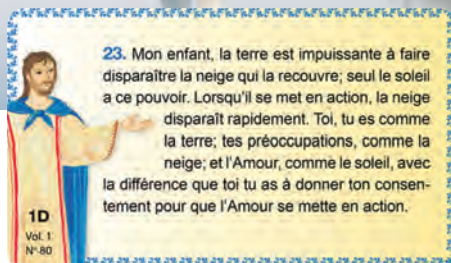 23. Mon enfant, la terre est impuissante à faire
disparaître la neige qui la recouvre; seul le soleil
a ce pouvoir. Lorsqu'il se met en action, la neige
disparaît rapidement. Toi, tu es comme
la terre; tes préoccupations, comme la
neige; et l'Amour, comme le soleil, avec
la différence que toi tu as à donner ton consen-
tement pour que l'Amour se mette en action.
1D
Vol. 1
Nº-80